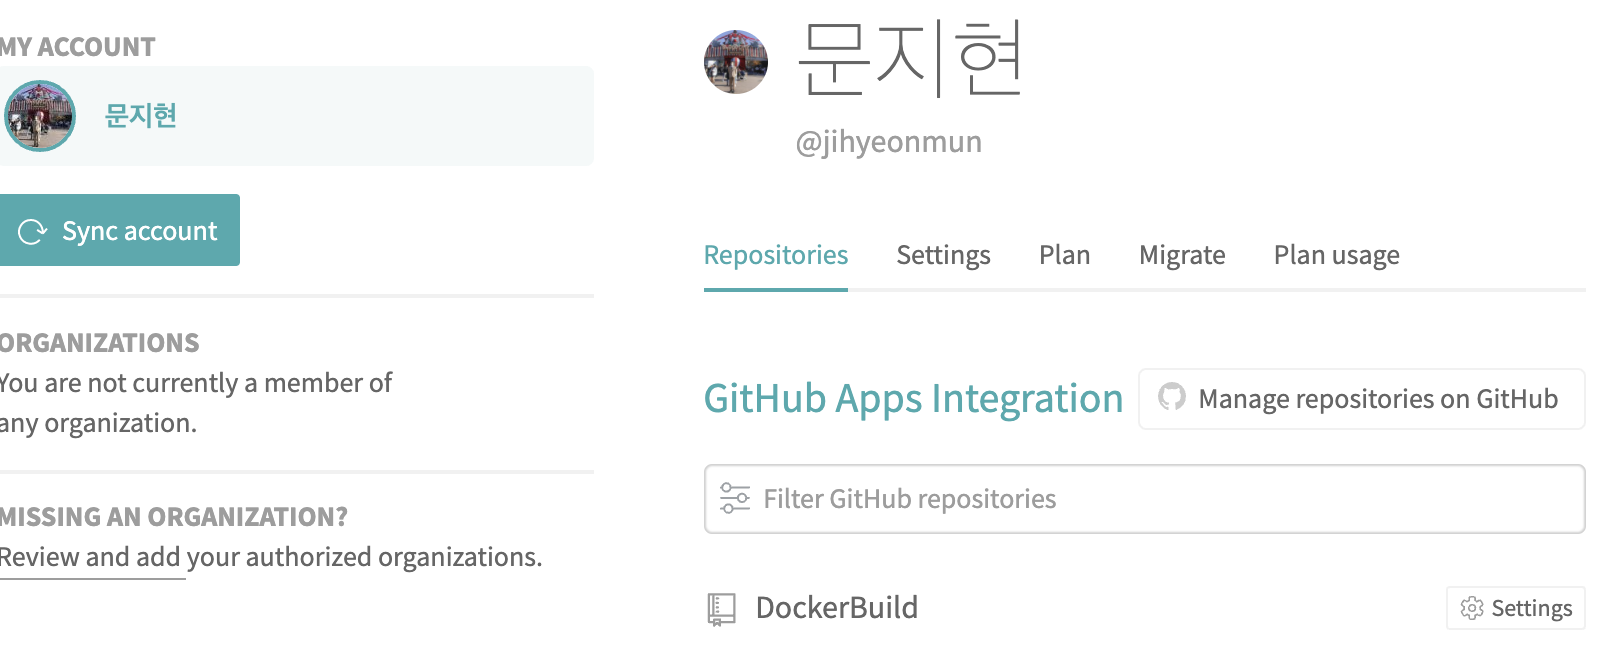 MY ACCOUNT
문지현
Sync account
ORGANIZATIONS
You are not currently a member of
any organization.
MISSING AN ORGANIZATION?
Review and add your authorized organizations.
문지현
@jihyeonmun
Repositories Settings Plan Migrate Plan usage
GitHub Apps Integration Manage repositories on GitHub
Filter GitHub repositories
DockerBuild Settings